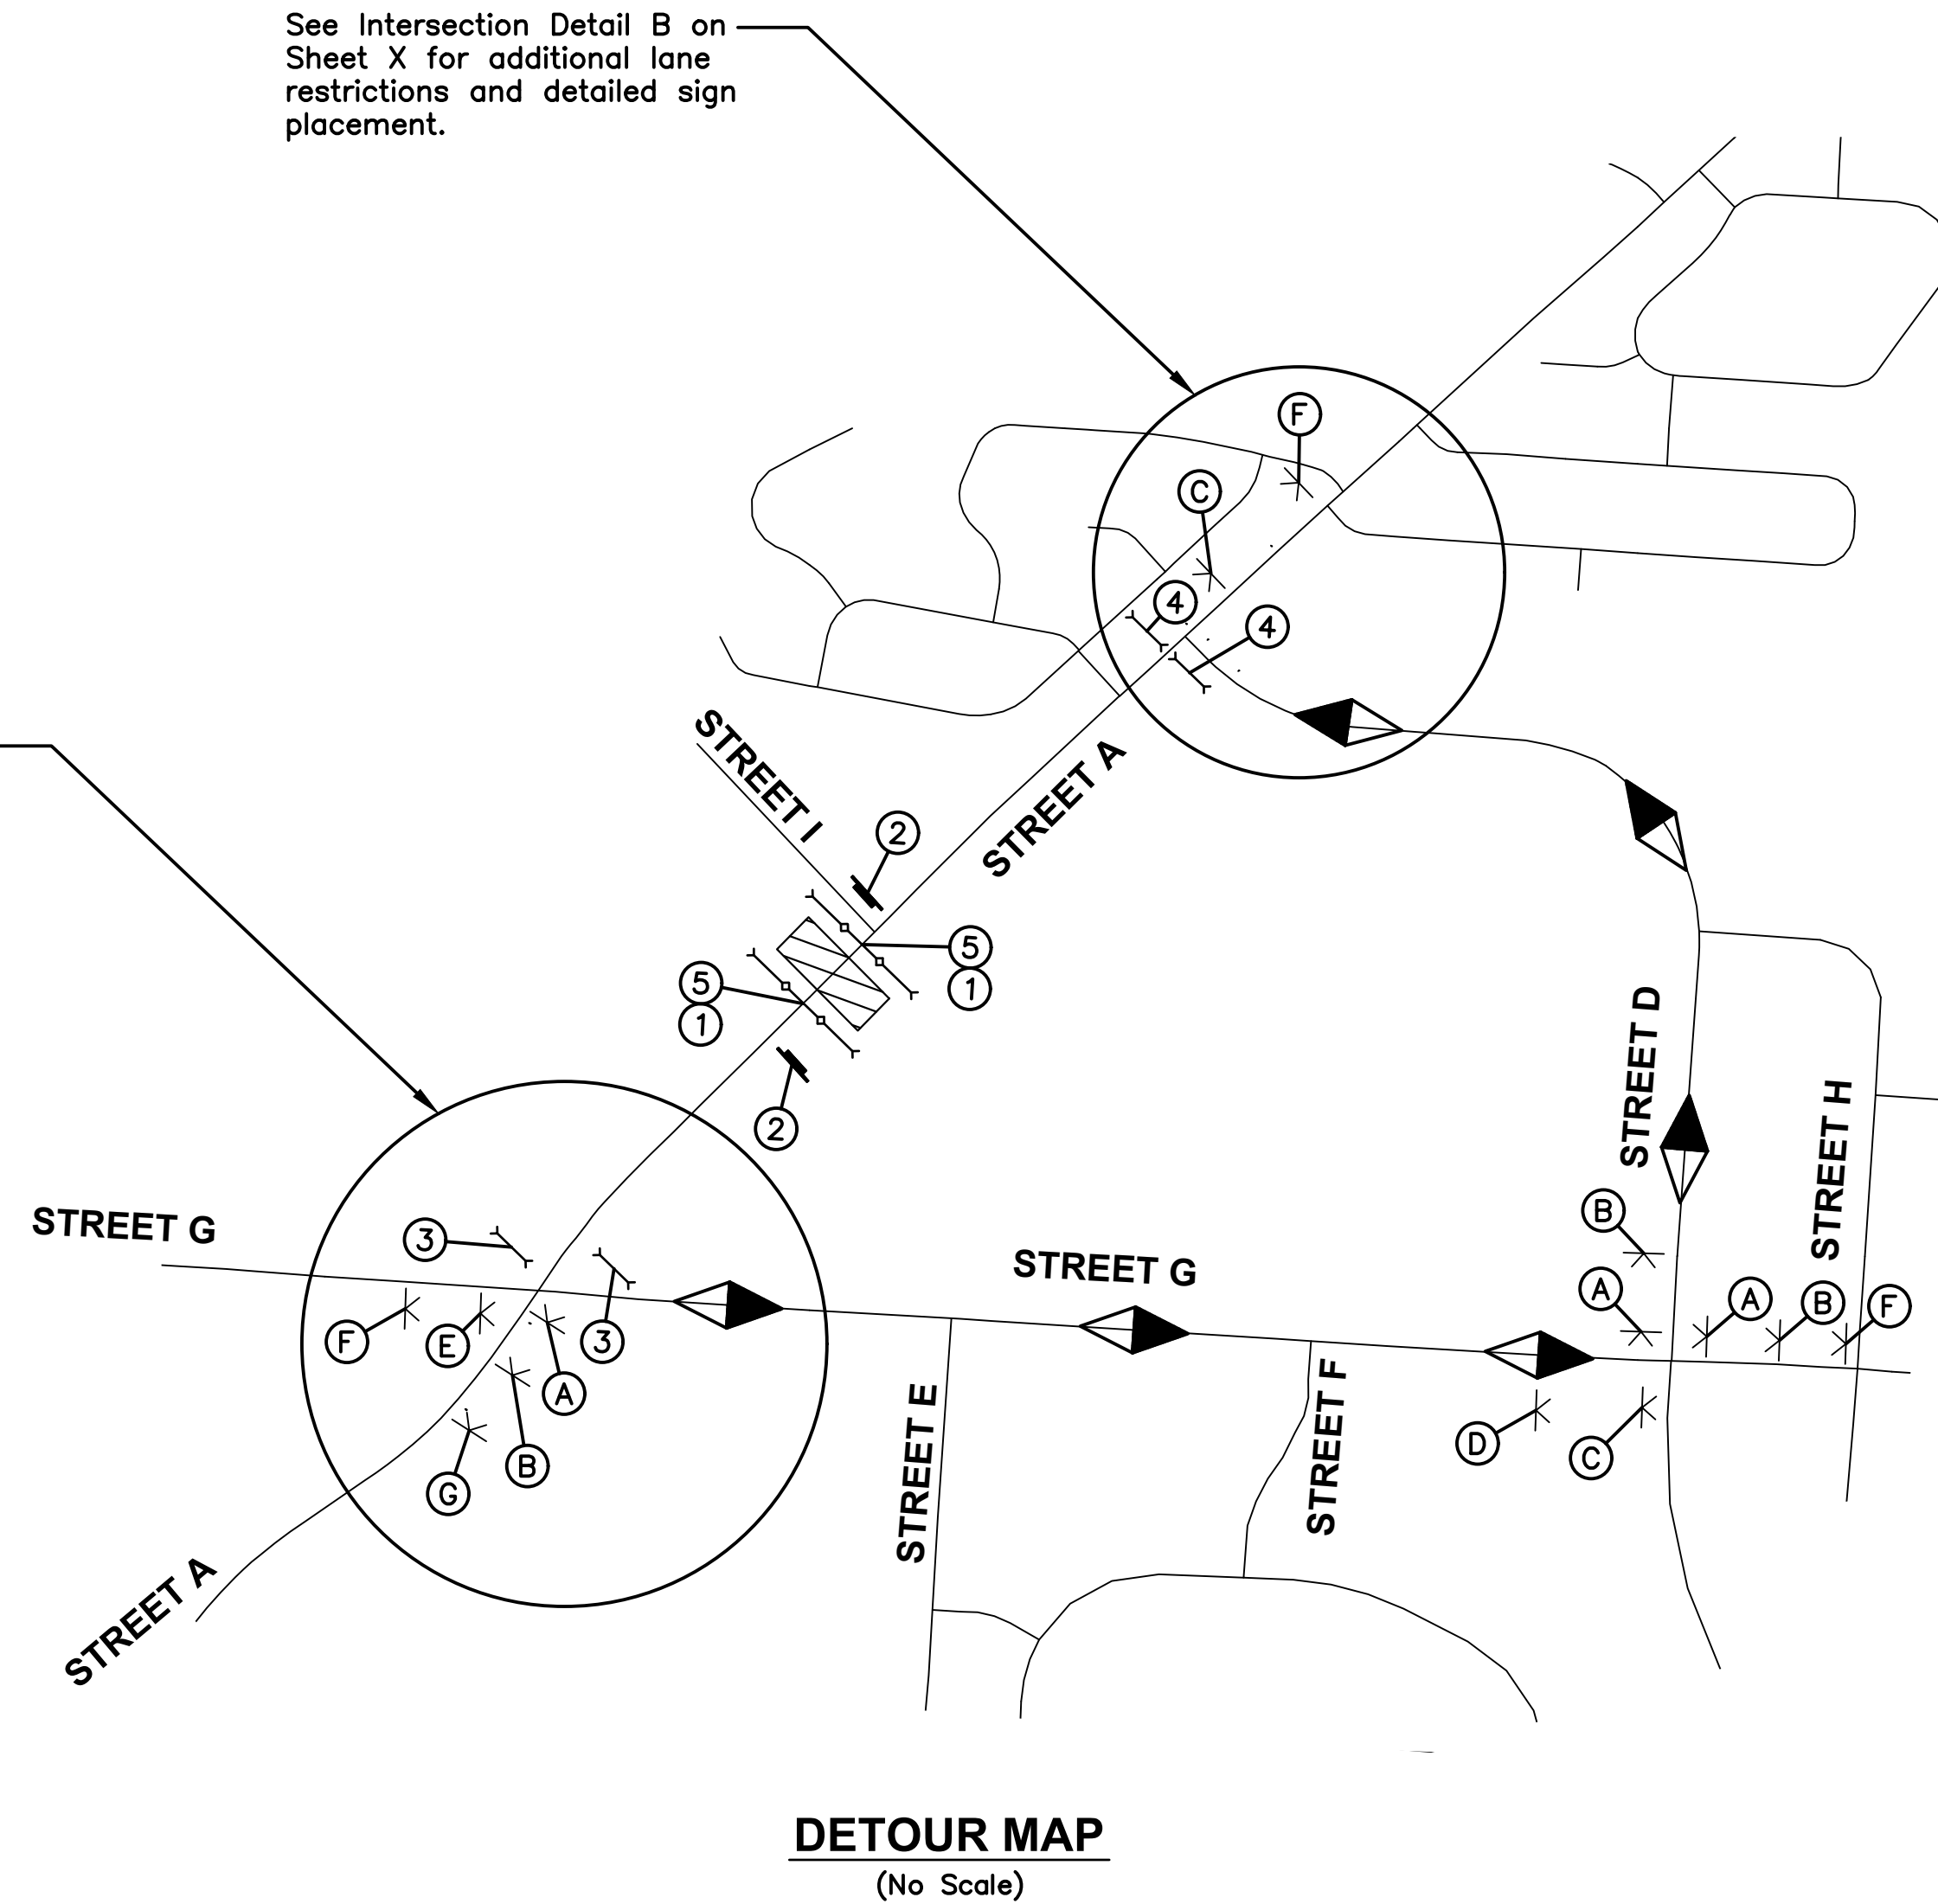 See Intersection Detail B on
Sheet X for additional lane
restrictions and detailed sign
placement.
F
C
4
4
STREET I
STREET A
2
5
1
5
1
2
STREET D
STREET H
STREET G
3
F
E
3
A
B
G
STREET G
B
A
A
B
F
D
C
STREET E
STREET F
STREET A
DETOUR MAP
(No Scale)